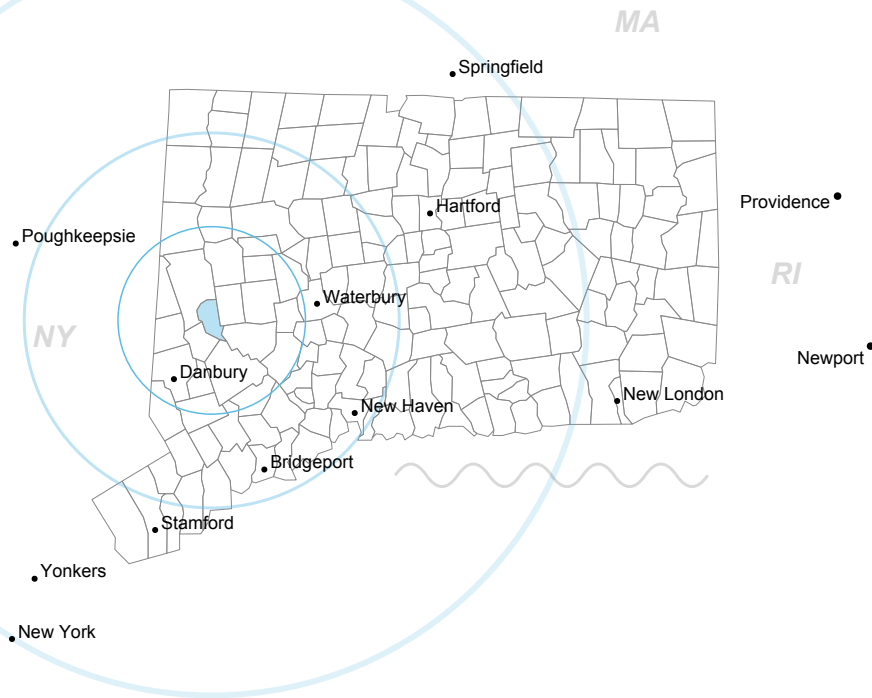 MA
Springfield
Providence
Hartford
Poughkeepsie
RI
Waterbury
NY
Newport
Danbury
New London
New Haven
Bridgeport
Stamford
Yonkers
New York